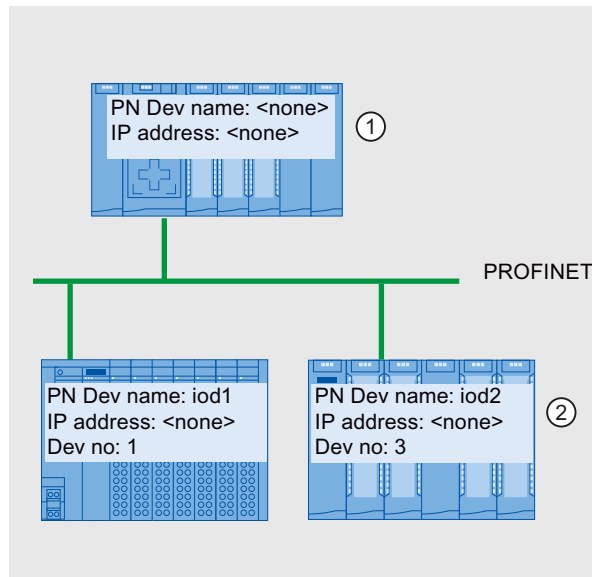 PN Dev name: <none>
IP address: <none>
1
PROFINET
PN Dev name: iod1
IP address: <none>
Dev no: 1
PN Dev name: iod2
IP address: <none>
Dev no: 3
2